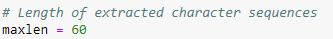 # Length of extracted character sequences
maxlen = 60